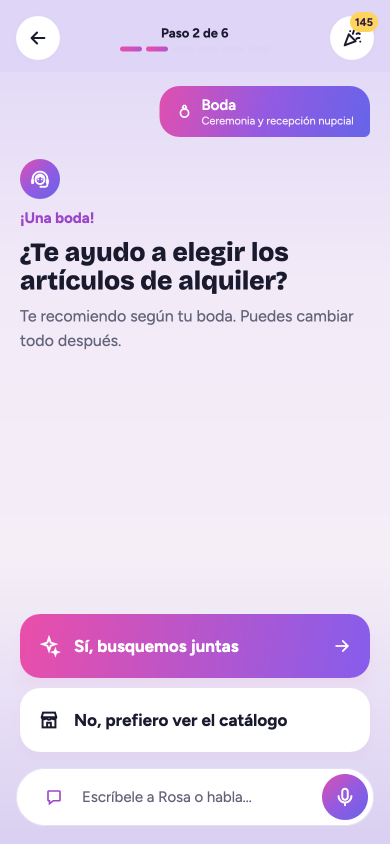 Paso 2 de 6
145
Boda
Ceremonia y recepción nupcial
¡Una boda!
¿Te ayudo a elegir los
artículos de alquiler?
Te recomiendo según tu boda. Puedes cambiar
todo después.
Sí, busquemos juntas
No, prefiero ver el catálogo
Escríbele a Rosa o habla...